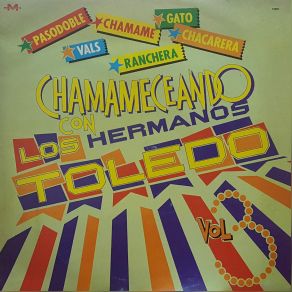 -M-
PASODOBLE
CHAMAME
GATO
VALS
CHACARERA
RANCHERA
CHAMAMECEANDO
CON
LOS HERMANOS
TOLEDO
VOL. 3